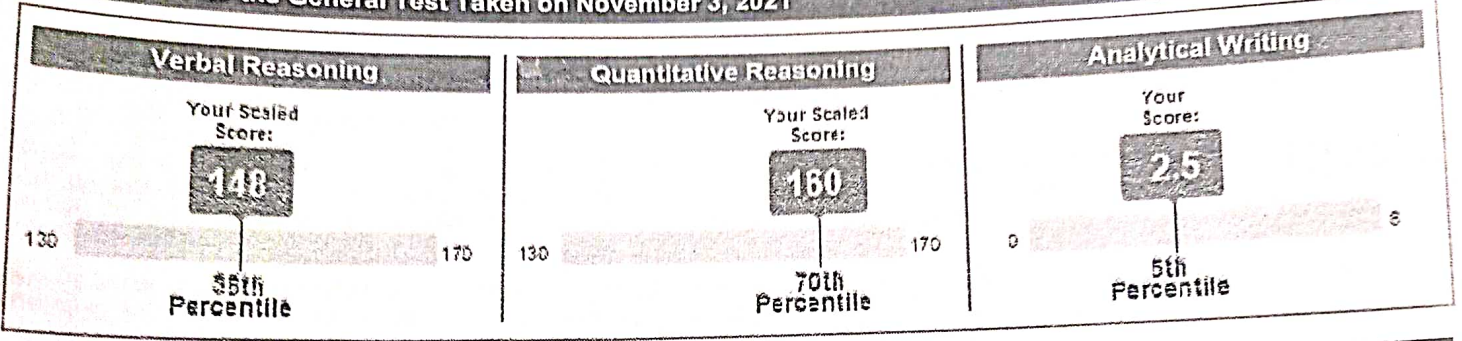 General Test Taken on November 3, 2021
Verbal Reasoning
Your Scaled
Score:
148
130
170
Percentile
Quantitative Reasoning
Your Scaled
Score:
160
130
170
70th
Percentile
Analytical Writing
Your
Score:
2.5
0
6
5th
Percentile